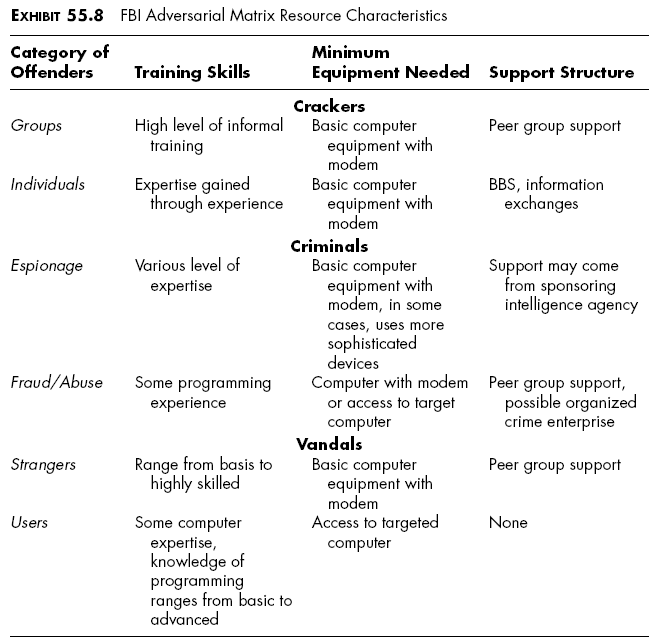 EXHIBIT 55.8 FBI Adversarial Matrix Resource Characteristics
Category of Offenders Training Skills Minimum Equipment Needed Support Structure
Crackers
Groups High level of informal training Basic computer equipment with modem Peer group support
Individuals Expertise gained through experience Basic computer equipment with modem BBS, information exchanges
Criminals
Espionage Various level of expertise Basic computer equipment with modem, in some cases, uses more sophisticated devices Support may come from sponsoring intelligence agency
Fraud/Abuse Some programming experience Computer with modem or access to target computer Peer group support, possible organized crime enterprise
Vandals
Strangers Range from basis to highly skilled Basic computer equipment with modem Peer group support
Users Some computer expertise, knowledge of programming ranges from basic to advanced Access to targeted computer None